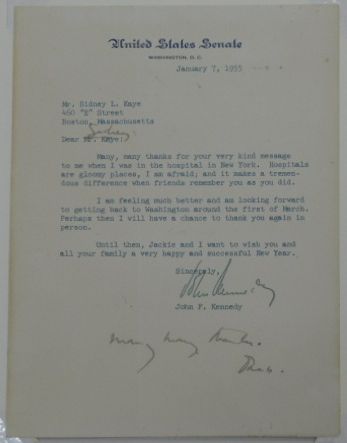 United States Senate
WASHINGTON, D.C.
January 7, 1955
Mr. Sidney L. Kaye
460 "E" Street
Boston, Massachusetts
Sidney
Dear Mr. Kaye:
Many, many thanks for your very kind message
to me when I was in the hospital in New York. Hospitals
are gloomy places, I am afraid; and it makes a tremen-
dous difference when friends remember you as you did.
I am feeling much better and am looking forward
to getting back to Washington around the first of March.
Perhaps then I will have a chance to thank you again in
person.
Until then, Jackie and I want to wish you and
all your family a very happy and successful New Year.
Sincerely,
John Kennedy
John F. Kennedy
many many thanks.